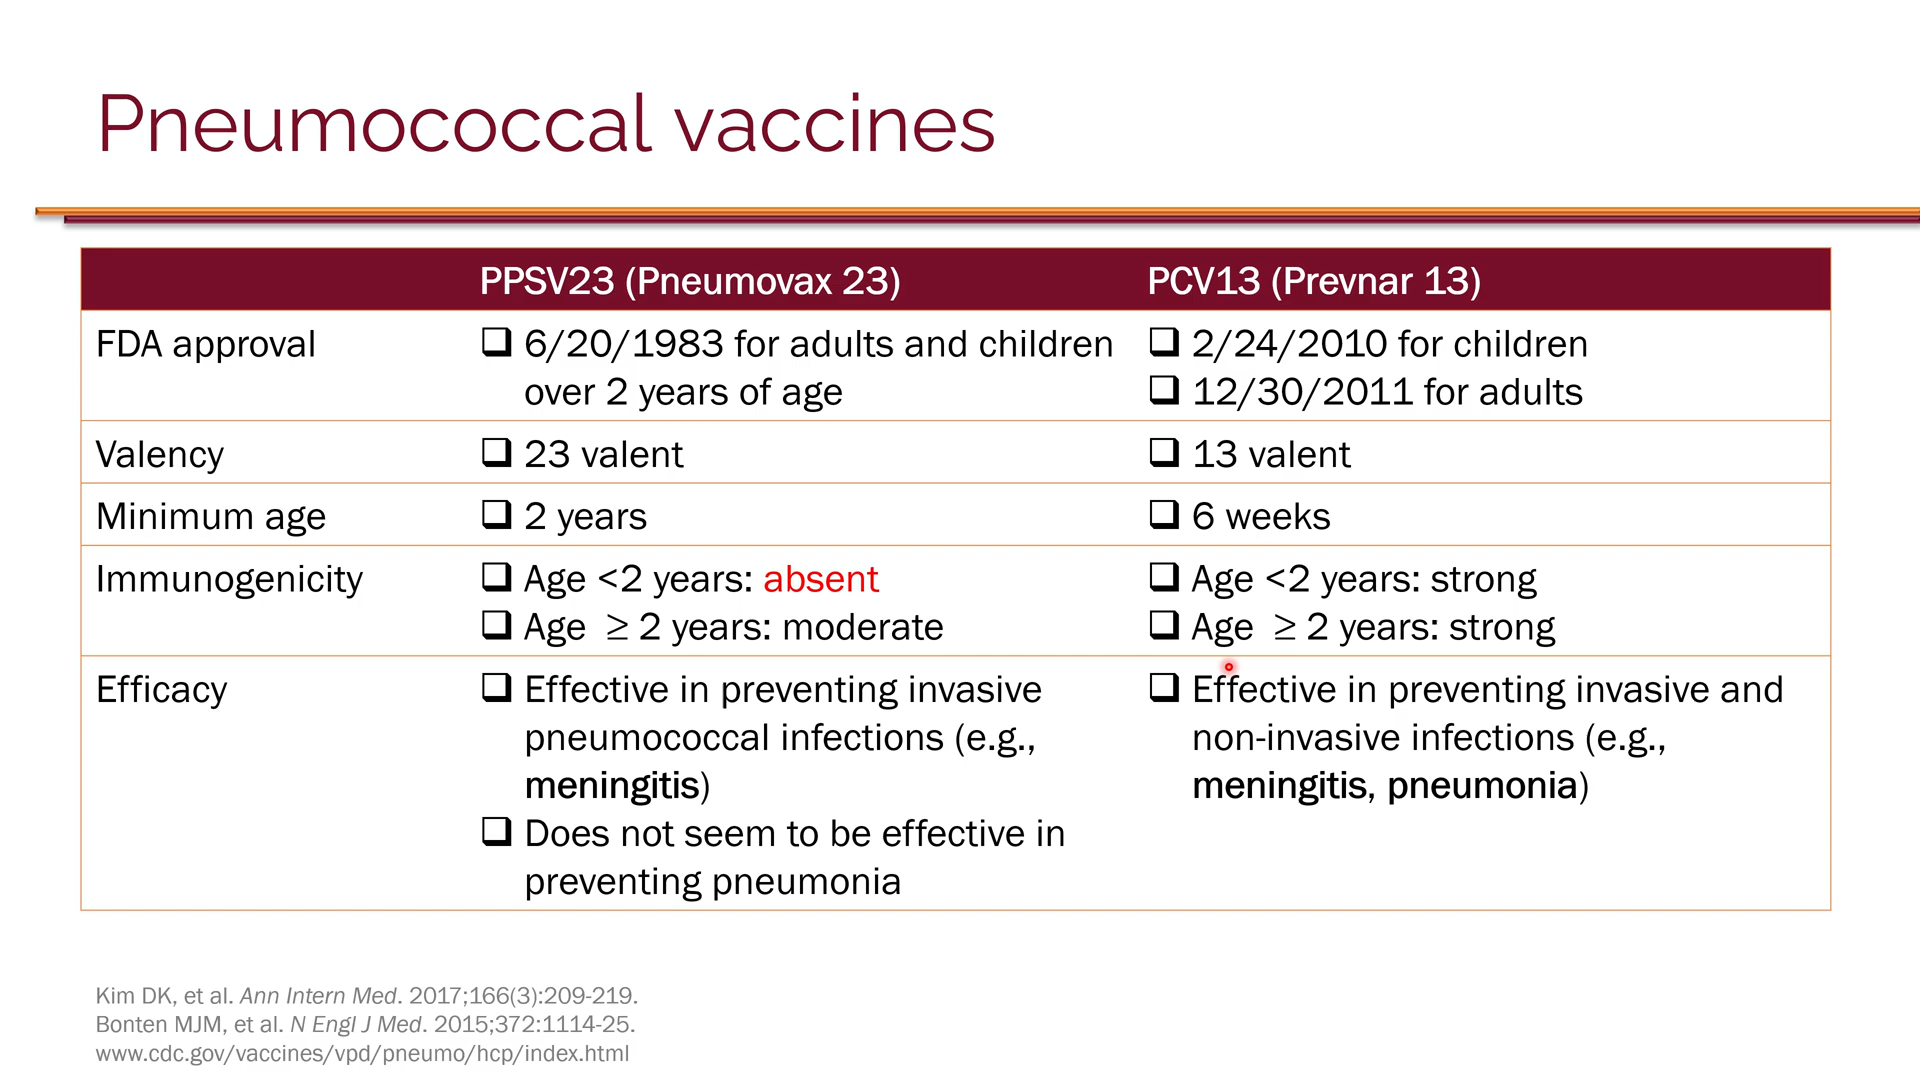 Pneumococcal vaccines
PPSV23 (Pneumovax 23)
PCV13 (Prevnar 13)
FDA approval
6/20/1983 for adults and children
over 2 years of age
2/24/2010 for children
12/30/2011 for adults
Valency
23 valent
13 valent
Minimum age
2 years
6 weeks
Immunogenicity
Age <2 years: absent
Age ≥ 2 years: moderate
Age <2 years: strong
Age ≥ 2 years: strong
Efficacy
Effective in preventing invasive
pneumococcal infections (e.g.,
meningitis)
Does not seem to be effective in
preventing pneumonia
Effective in preventing invasive and
non-invasive infections (e.g.,
meningitis, pneumonia)
Kim DK, et al. Ann Intern Med. 2017;166(3):209-219.
Bonten MJM, et al. N Engl J Med. 2015;372:1114-25.
www.cdc.gov/vaccines/vpd/pneumo/hcp/index.html